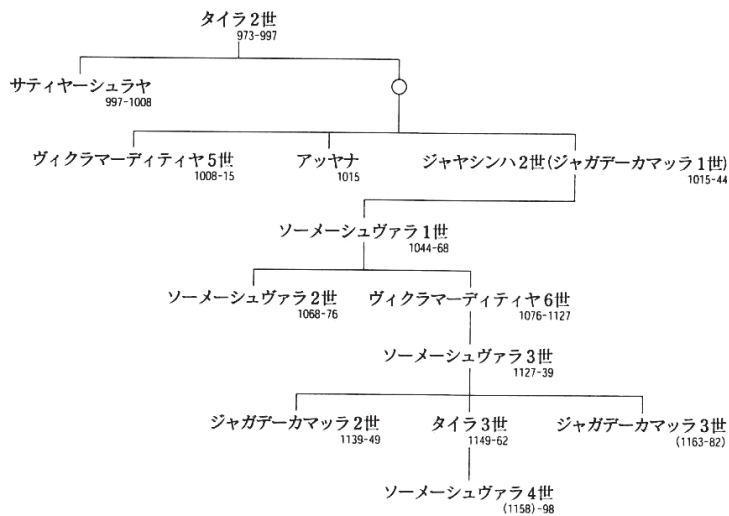 タイラ2世
973-997
サティヤーシュラヤ
997-1008
ヴィクラマーディティヤ5世
1008-15
アッヤナ
1015
ジャヤシンハ2世(ジャガデーカマッラ1世)
1015-44
ソーメーシュヴァラ1世
1044-68
ソーメーシュヴァラ2世
1068-76
ヴィクラマーディティヤ6世
1076-1127
ソーメーシュヴァラ3世
1127-39
ジャガデーカマッラ2世
1139-49
タイラ3世
1149-62
ジャガデーカマッラ3世
(1163-82)
ソーメーシュヴァラ4世
(1158)-98